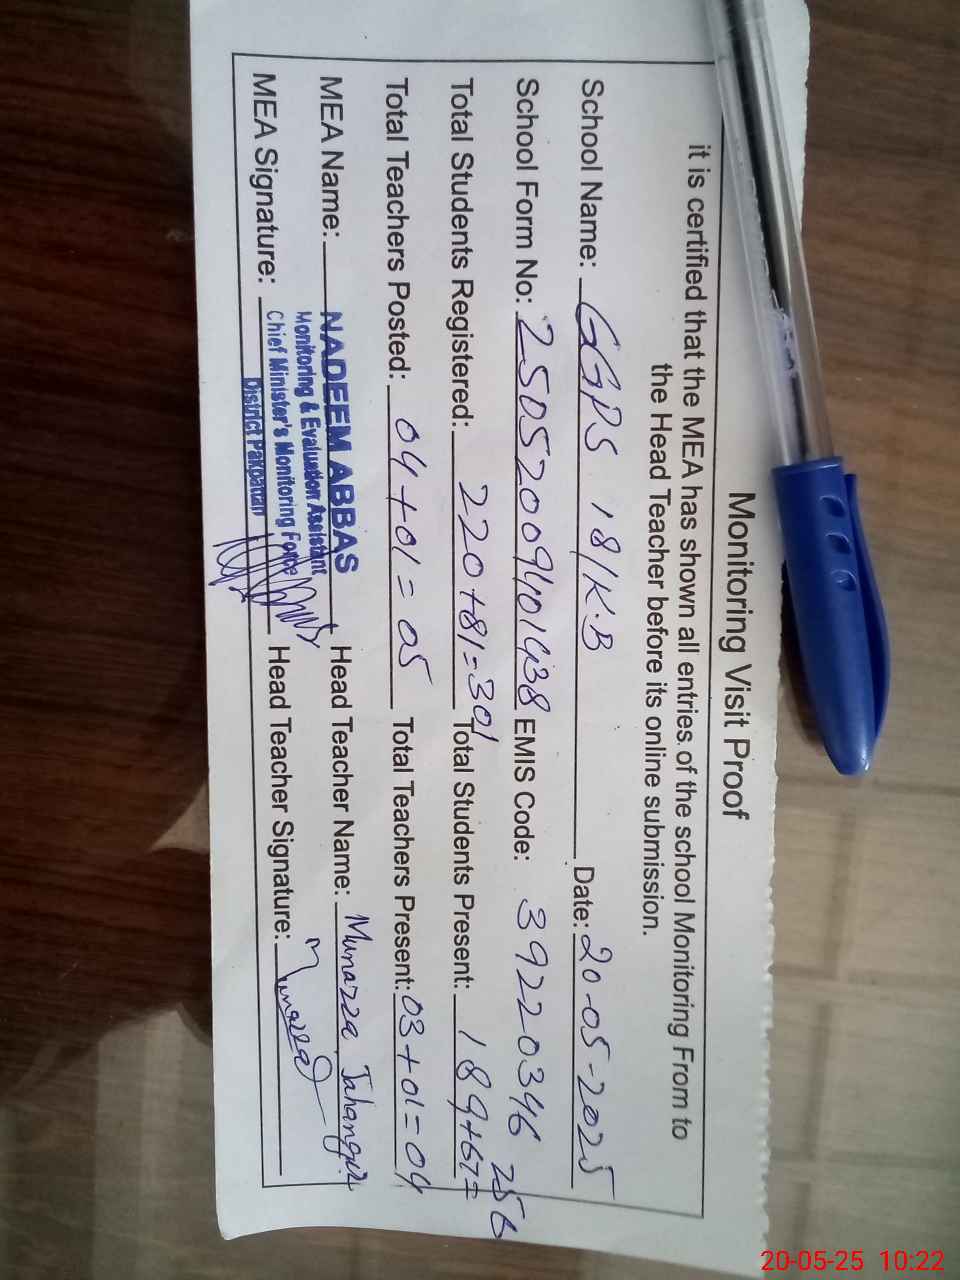 Monitoring Visit Proof
it is certified that the MEA has shown all entries of the school Monitoring From to
the Head Teacher before its online submission.
School Name: GGPS 18/K.B Date: 20-05-2025
School Form No: 25052009401438 EMIS Code: 39220346
Total Students Registered: 220+81=301 Total Students Present: 189+67= 256
Total Teachers Posted: 04+01=05 Total Teachers Present: 03+01=04
MEA Name: NADEEM ABBAS Head Teacher Name: Munazza Jahangir
Monitoring & Evaluation Assistant
Chief Minister's Monitoring Force
District Pakpattan
MEA Signature: Head Teacher Signature: Munazza
20-05-25 10:22